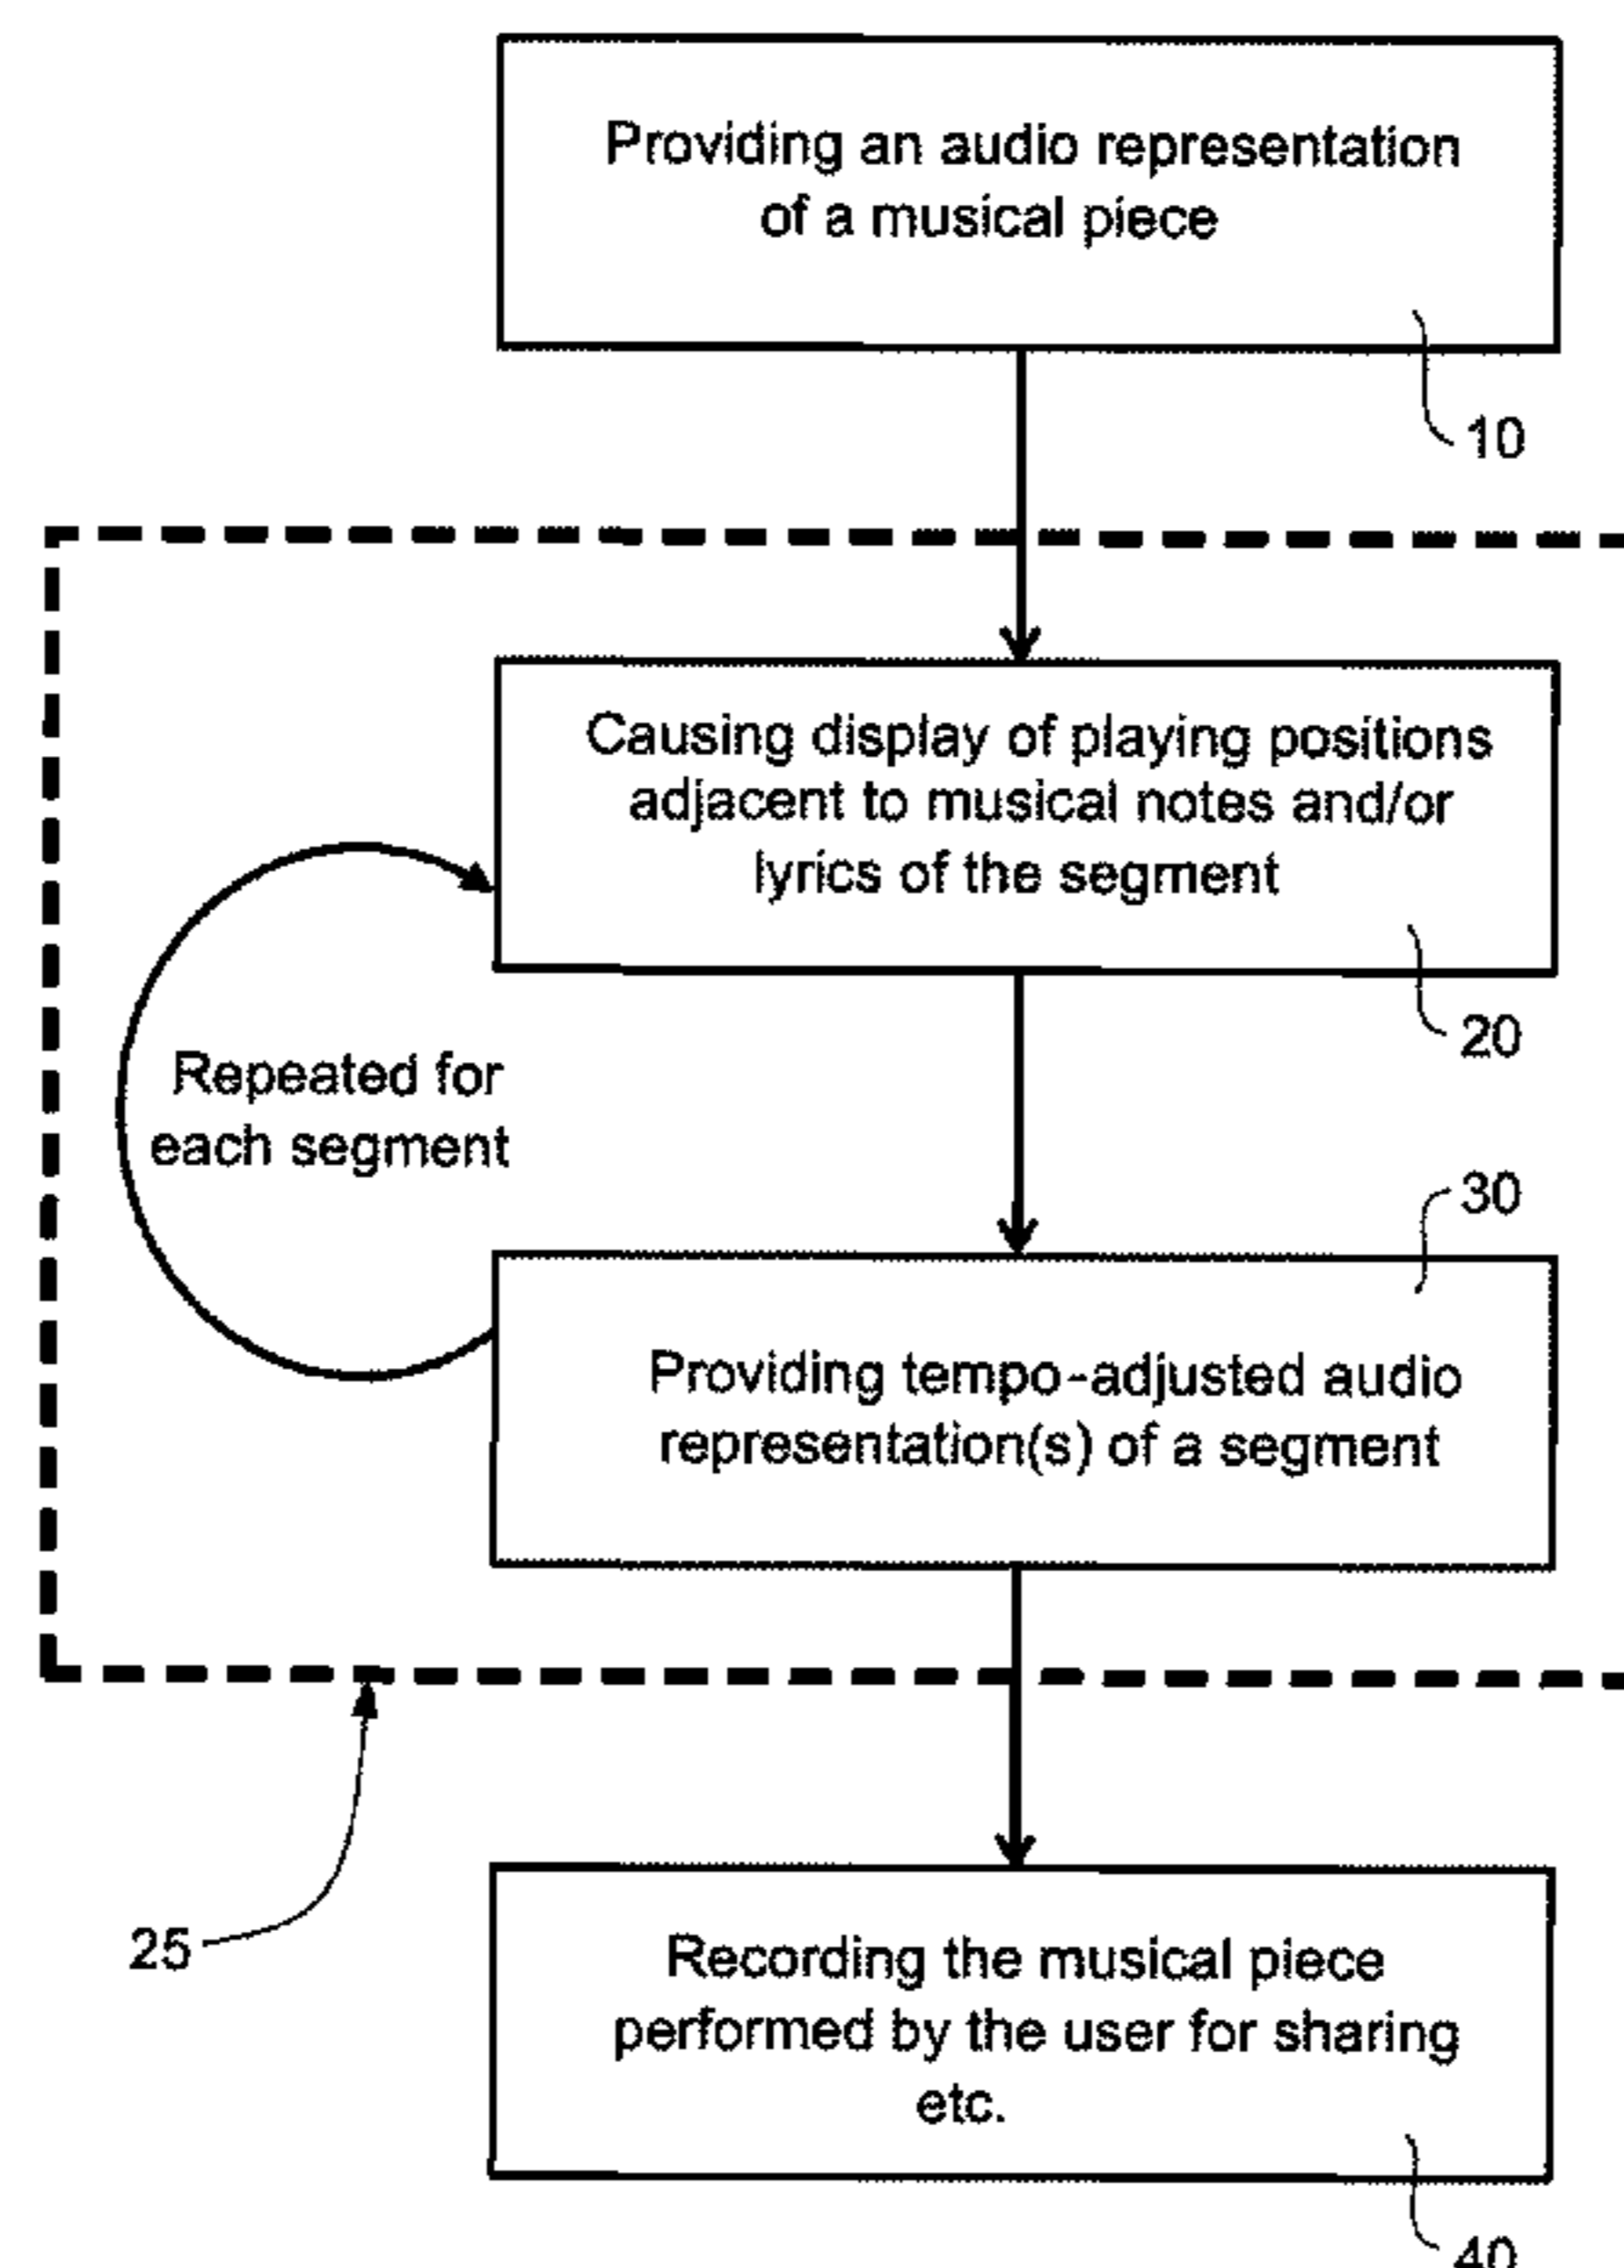 Providing an audio representation
of a musical piece
10
Causing display of playing positions
adjacent to musical notes and/or
lyrics of the segment
20
Repeated for
each segment
30
Providing tempo-adjusted audio
representation(s) of a segment
25
Recording the musical piece
performed by the user for sharing
etc.
40